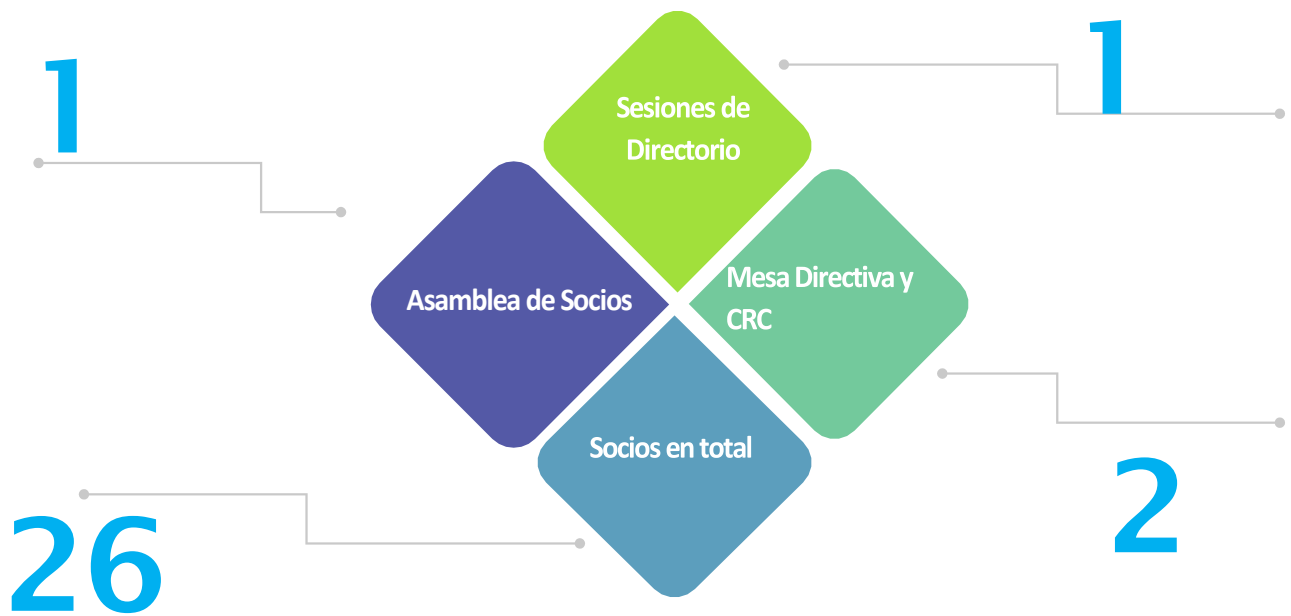 1
1
Sesiones de
Directorio
Mesa Directiva y
CRC
Asamblea de Socios
Socios en total
2
26